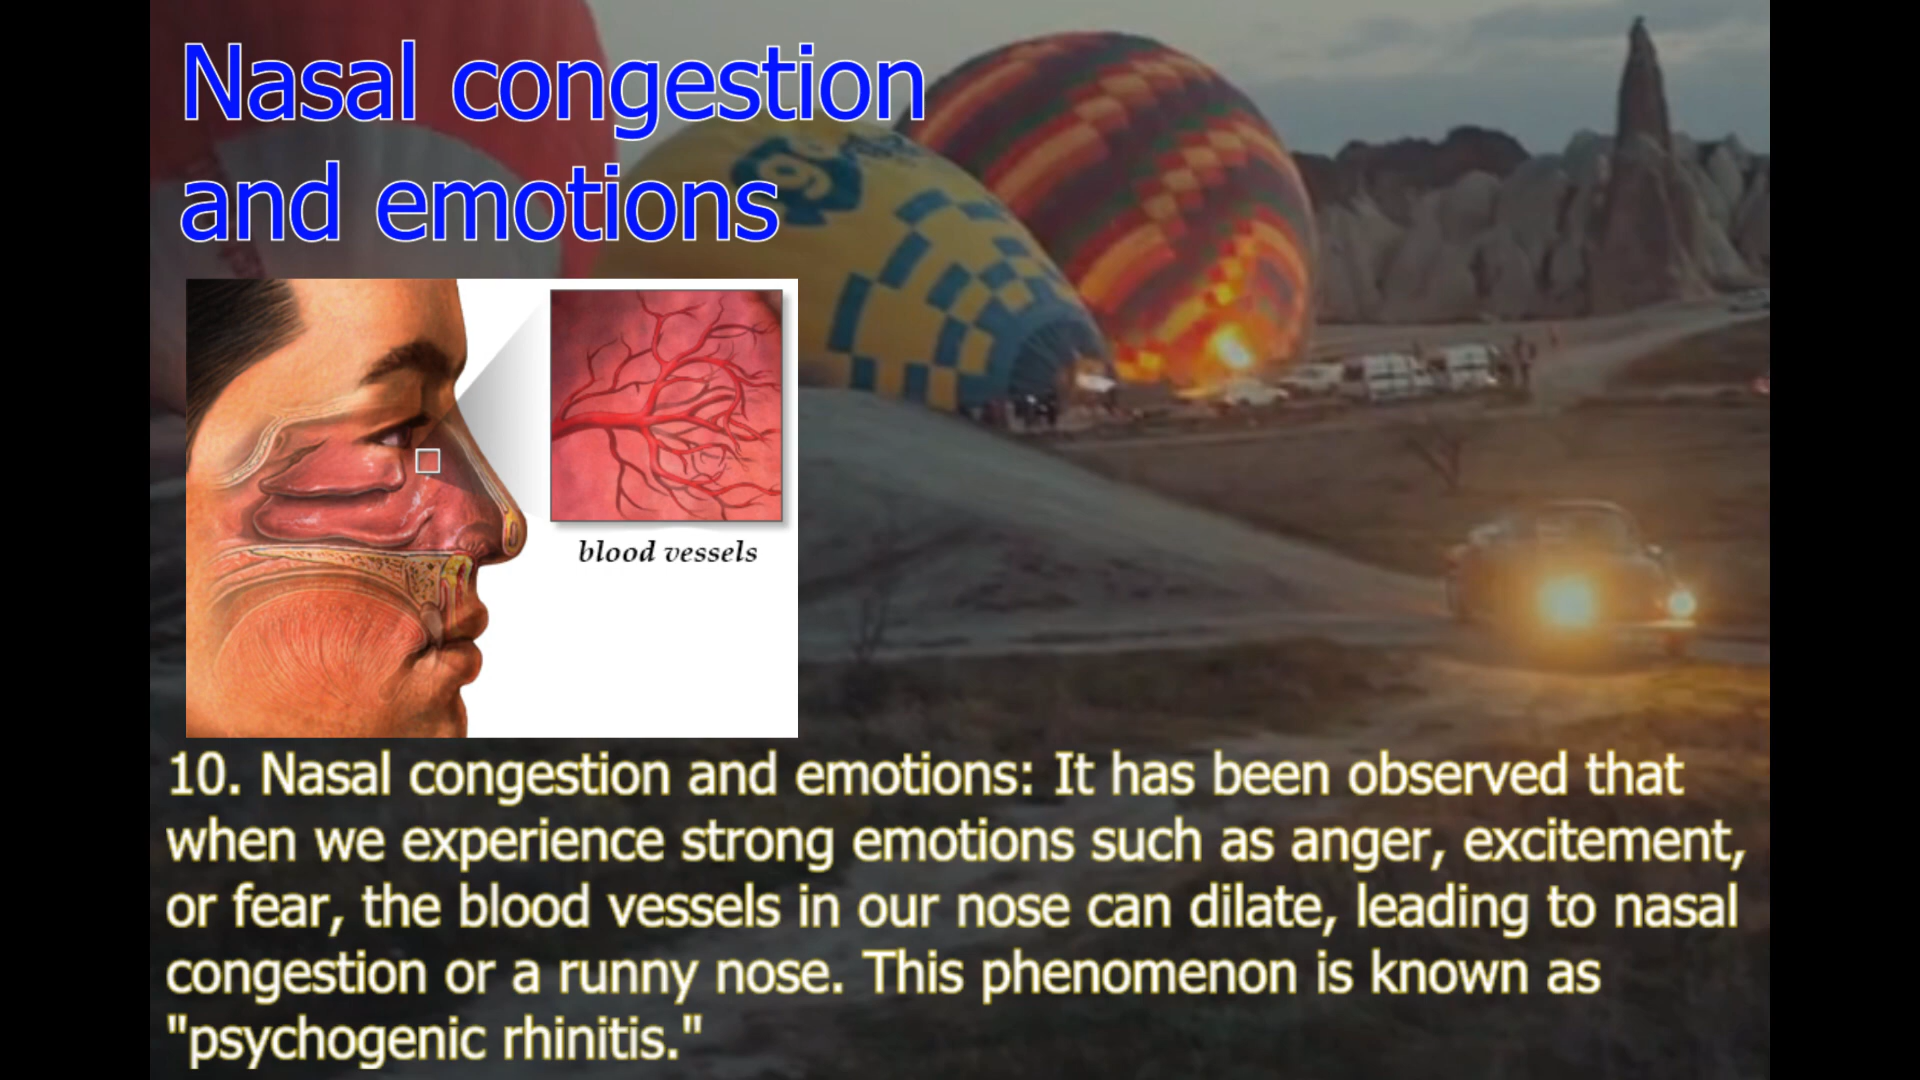 Nasal congestion
and emotions
blood vessels
10. Nasal congestion and emotions: It has been observed that
when we experience strong emotions such as anger, excitement,
or fear, the blood vessels in our nose can dilate, leading to nasal
congestion or a runny nose. This phenomenon is known as
"psychogenic rhinitis."